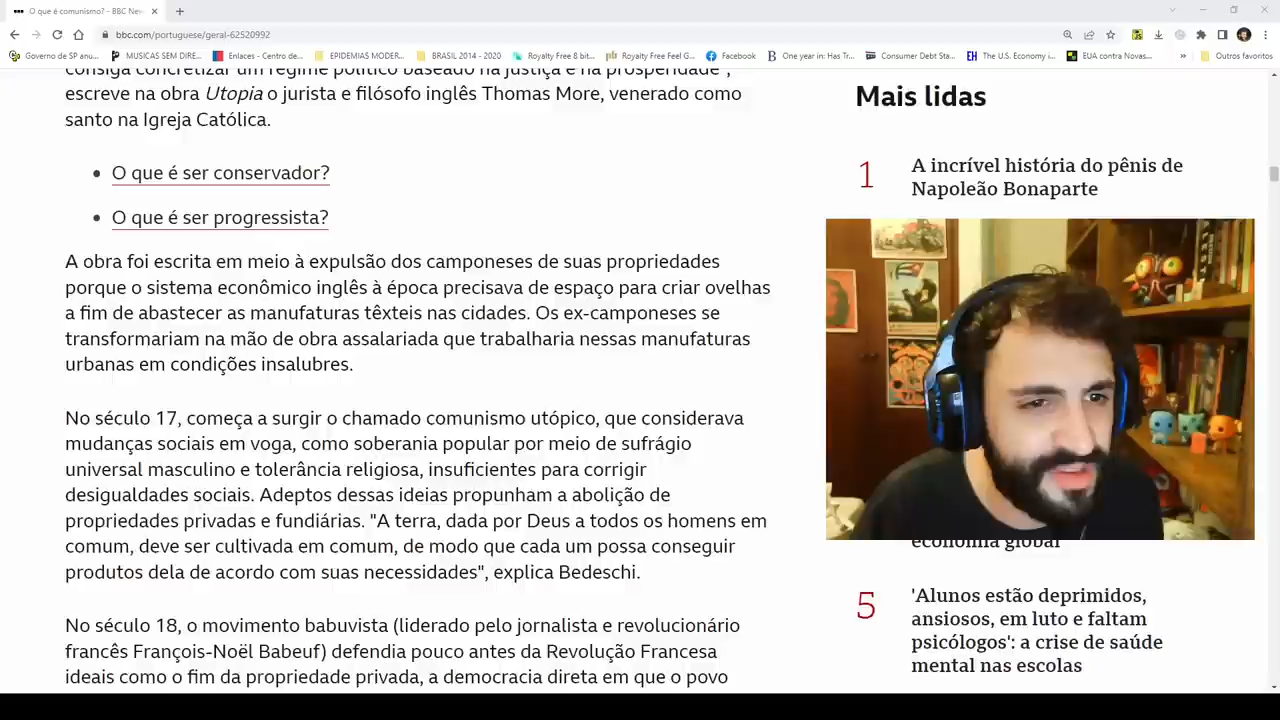 O que é comunismo? - BBC Nev
bbc.com/portuguese/geral-62520992
Governo de SP anunc...
MUSICAS SEM DIRE...
Enlaces - Centro de...
EPIDEMIAS MODER...
BRASIL 2014 - 2020
Royalty Free 8 bit...
Royalty Free Feel G...
Facebook
One year in: Has Tr...
Consumer Debt Sta...
The U.S. Economy i...
EUA contra Novas...
Outros favoritos
consiga concretizar um regime político baseado na justiça e na prosperidade",
escreve na obra Utopia o jurista e filósofo inglês Thomas More, venerado como
santo na Igreja Católica.
O que é ser conservador?
O que é ser progressista?
A obra foi escrita em meio à expulsão dos camponeses de suas propriedades
porque o sistema econômico inglês à época precisava de espaço para criar ovelhas
a fim de abastecer as manufaturas têxteis nas cidades. Os ex-camponeses se
transformariam na mão de obra assalariada que trabalharia nessas manufaturas
urbanas em condições insalubres.
No século 17, começa a surgir o chamado comunismo utópico, que considerava
mudanças sociais em voga, como soberania popular por meio de sufrágio
universal masculino e tolerância religiosa, insuficientes para corrigir
desigualdades sociais. Adeptos dessas ideias propunham a abolição de
propriedades privadas e fundiárias. "A terra, dada por Deus a todos os homens em
comum, deve ser cultivada em comum, de modo que cada um possa conseguir
produtos dela de acordo com suas necessidades", explica Bedeschi.
No século 18, o movimento babuvista (liderado pelo jornalista e revolucionário
francês François-Noël Babeuf) defendia pouco antes da Revolução Francesa
ideais como o fim da propriedade privada, a democracia direta em que o povo
Mais lidas
1
A incrível história do pênis de
Napoleão Bonaparte
economia global
5
'Alunos estão deprimidos,
ansiosos, em luto e faltam
psicólogos': a crise de saúde
mental nas escolas